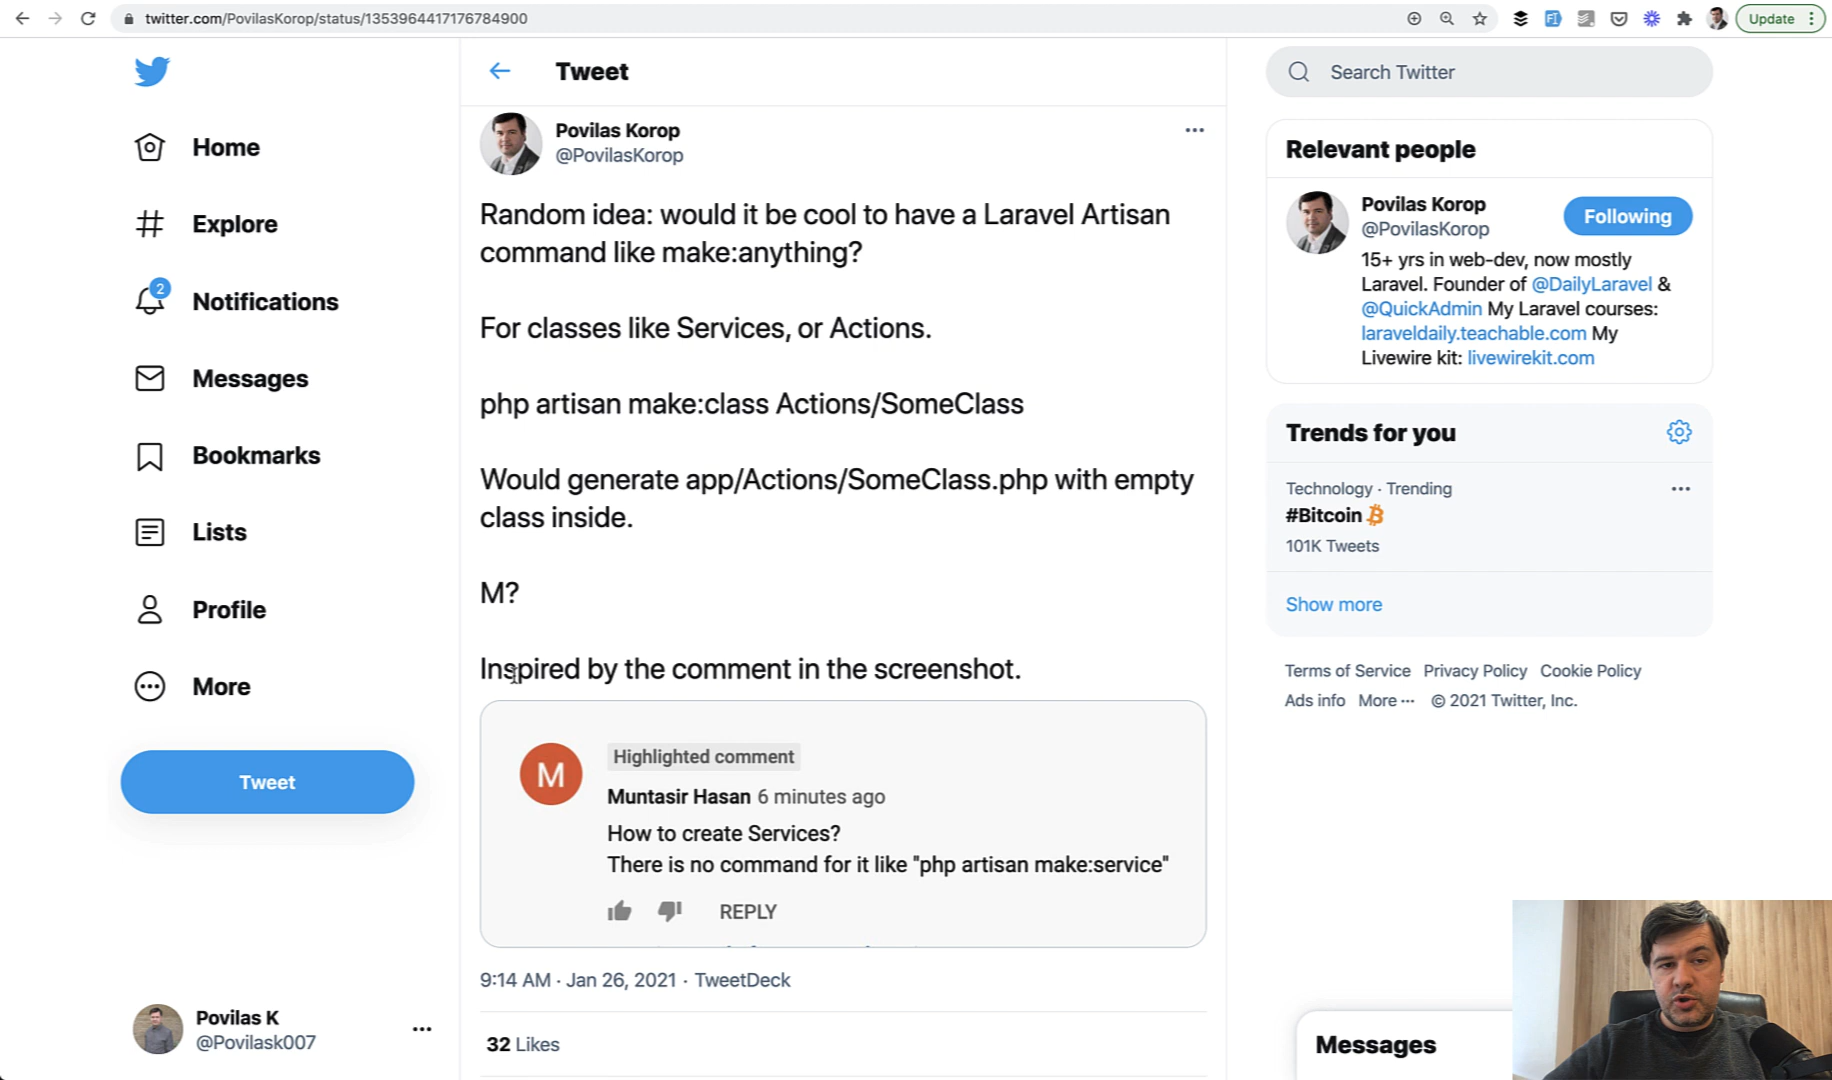 twitter.com/PovilasKorop/status/1353964417176784900
Update
Home
Explore
2
Notifications
Messages
Bookmarks
Lists
Profile
More
Tweet
Povilas K
@Povilask007
Tweet
Povilas Korop
@PovilasKorop
Random idea: would it be cool to have a Laravel Artisan
command like make:anything?
For classes like Services, or Actions.
php artisan make:class Actions/SomeClass
Would generate app/Actions/SomeClass.php with empty
class inside.
M?
Inspired by the comment in the screenshot.
M
Highlighted comment
Muntasir Hasan 6 minutes ago
How to create Services?
There is no command for it like "php artisan make:service"
REPLY
9:14 AM · Jan 26, 2021 · TweetDeck
32 Likes
Search Twitter
Relevant people
Povilas Korop
@PovilasKorop
Following
15+ yrs in web-dev, now mostly
Laravel. Founder of @DailyLaravel &
@QuickAdmin My Laravel courses:
laraveldaily.teachable.com My
Livewire kit: livewirekit.com
Trends for you
Technology · Trending
#Bitcoin
101K Tweets
Show more
Terms of Service Privacy Policy Cookie Policy
Ads info More ··· © 2021 Twitter, Inc.
Messages